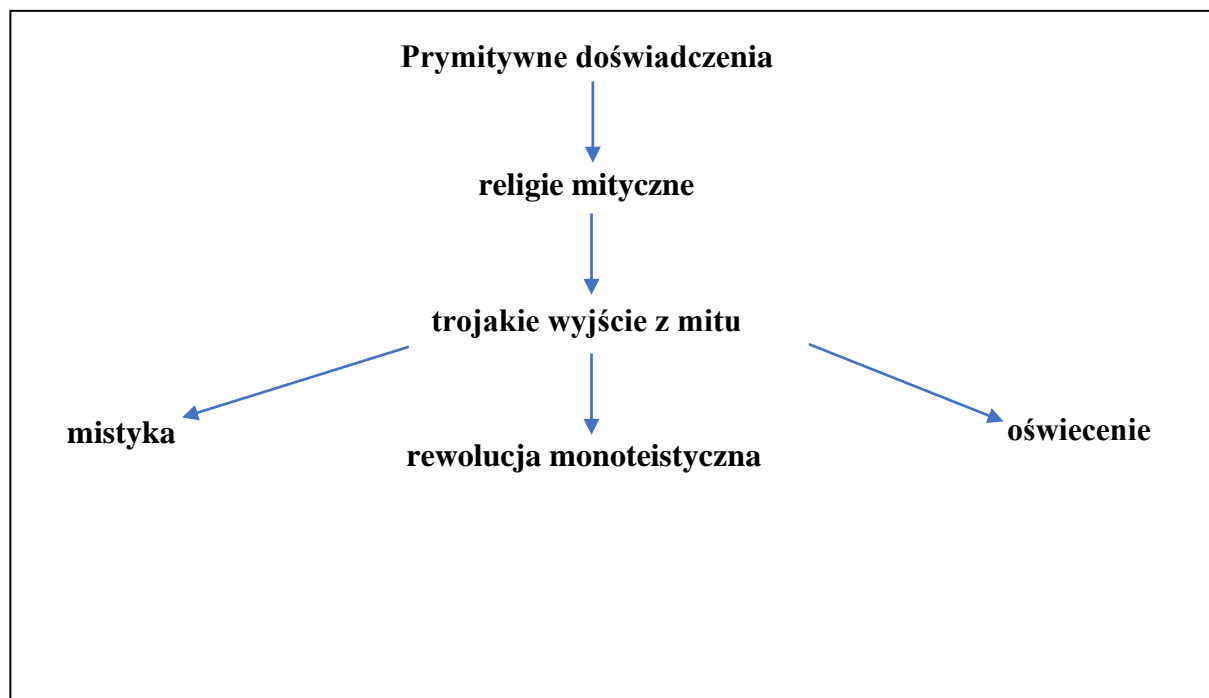 Prymitywne doświadczenia
religie mityczne
trojakie wyjście z mitu
mistyka
rewolucja monoteistyczna
oświecenie